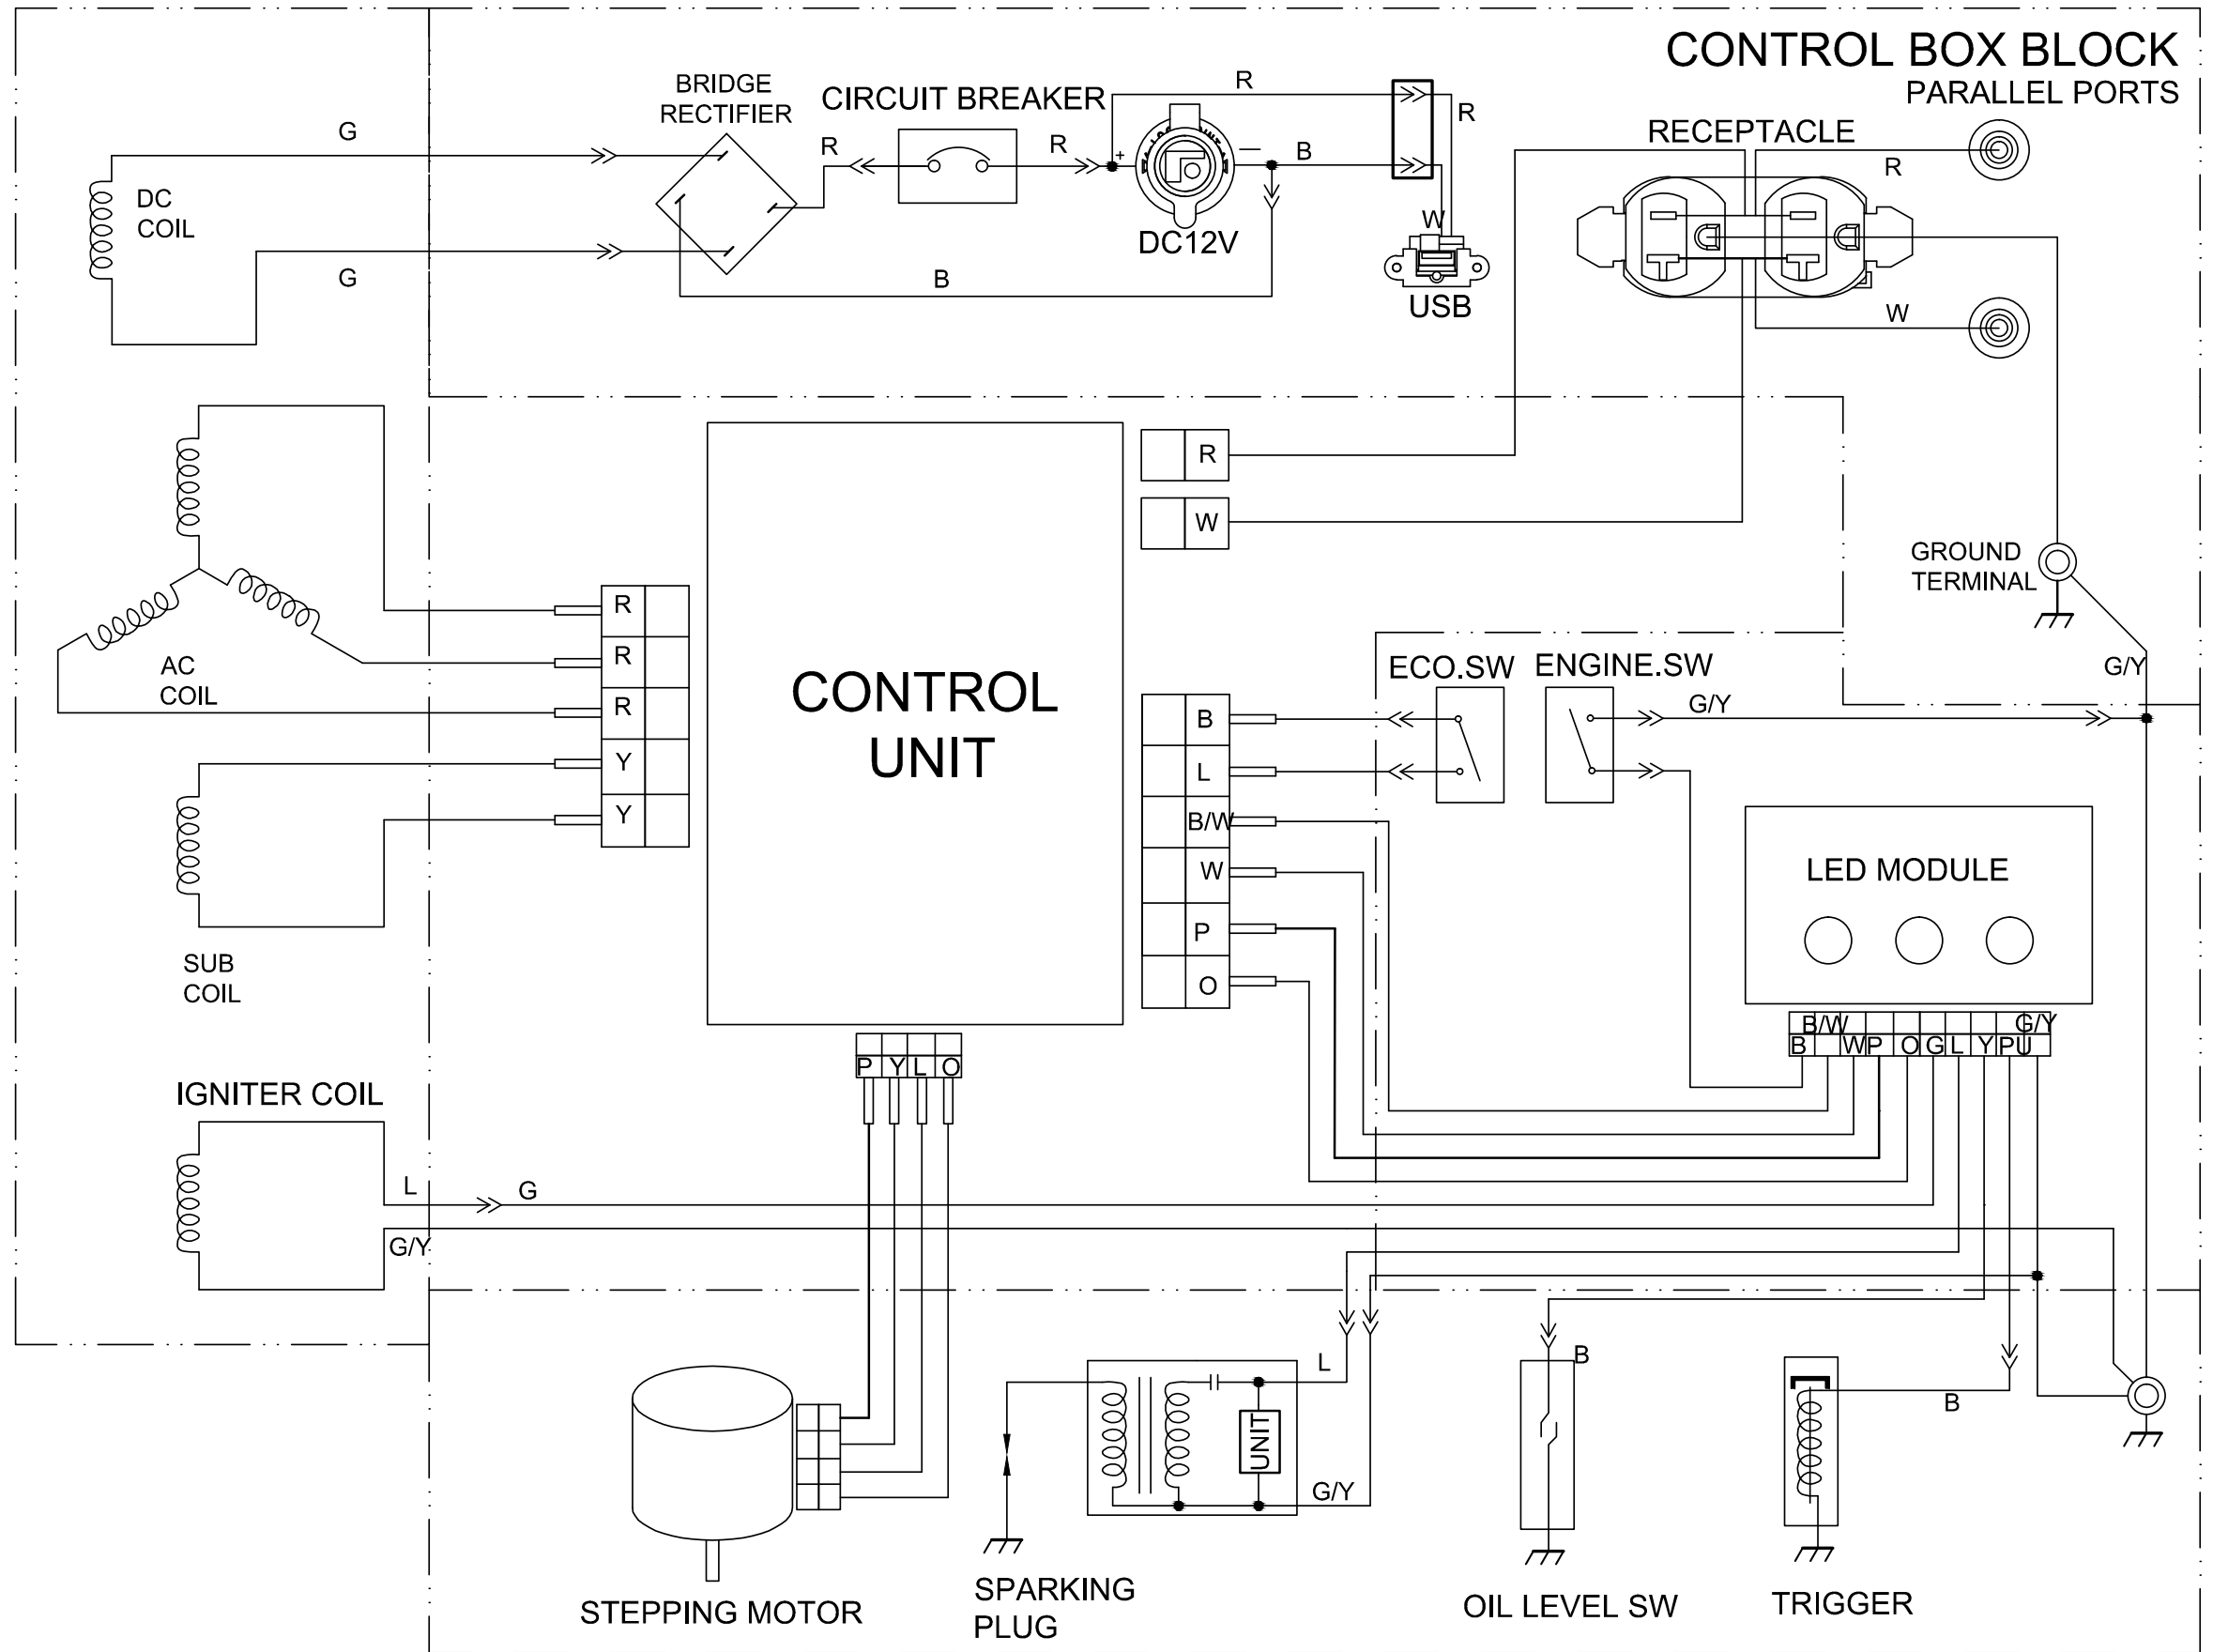 CONTROL BOX BLOCK
PARALLEL PORTS
BRIDGE
RECTIFIER
CIRCUIT BREAKER
R
R
R
R
+
—
B
G
DC
COIL
G
B
DC12V
W
USB
RECEPTACLE
R
W
AC
COIL
R
R
R
Y
Y
CONTROL
UNIT
R
W
GROUND
TERMINAL
G/Y
ECO.SW
ENGINE.SW
G/Y
B
L
B/W
W
P
O
LED MODULE
B/W
G/Y
B
W
P
O
G
L
Y
PU
SUB
COIL
P
Y
L
O
IGNITER COIL
L
G
G/Y
L
UNIT
G/Y
B
B
STEPPING MOTOR
SPARKING
PLUG
OIL LEVEL SW
TRIGGER